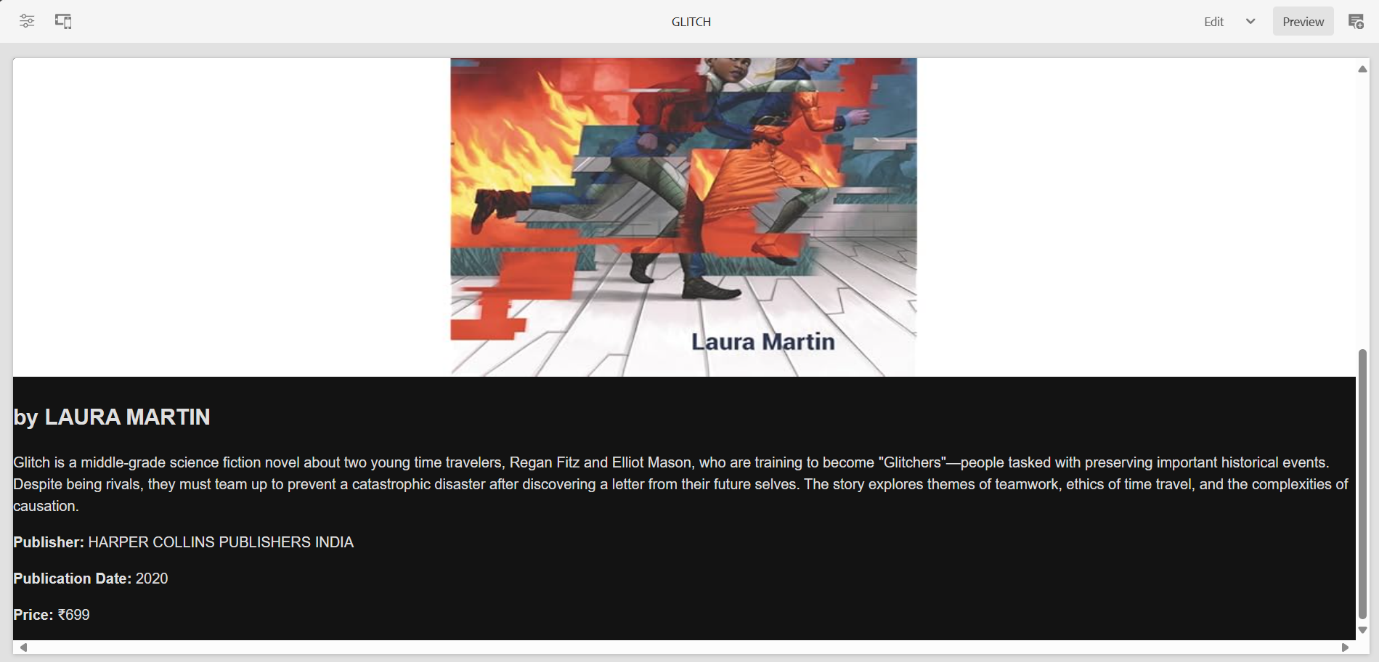 GLITCH
Edit
Preview
Laura Martin
by LAURA MARTIN
Glitch is a middle-grade science fiction novel about two young time travelers, Regan Fitz and Elliot Mason, who are training to become "Glitchers"—people tasked with preserving important historical events.
Despite being rivals, they must team up to prevent a catastrophic disaster after discovering a letter from their future selves. The story explores themes of teamwork, ethics of time travel, and the complexities of
causation.
Publisher: HARPER COLLINS PUBLISHERS INDIA
Publication Date: 2020
Price: ₹699